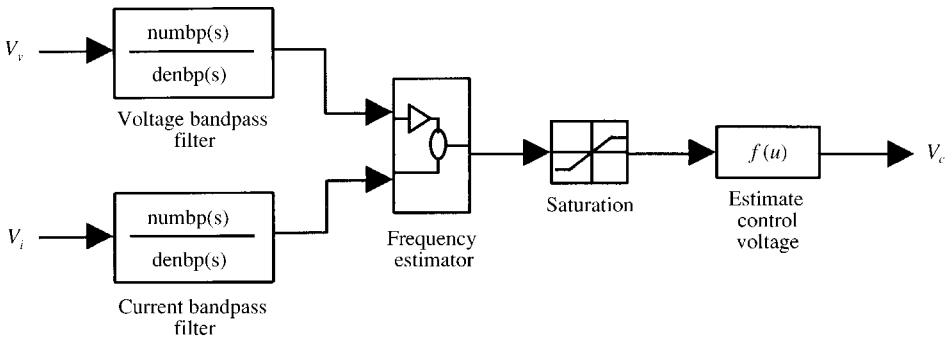 V_v
numbp(s)
denbp(s)
Voltage bandpass
filter
V_i
numbp(s)
denbp(s)
Current bandpass
filter
Frequency
estimator
Saturation
f(u)
Estimate
control
voltage
V_c